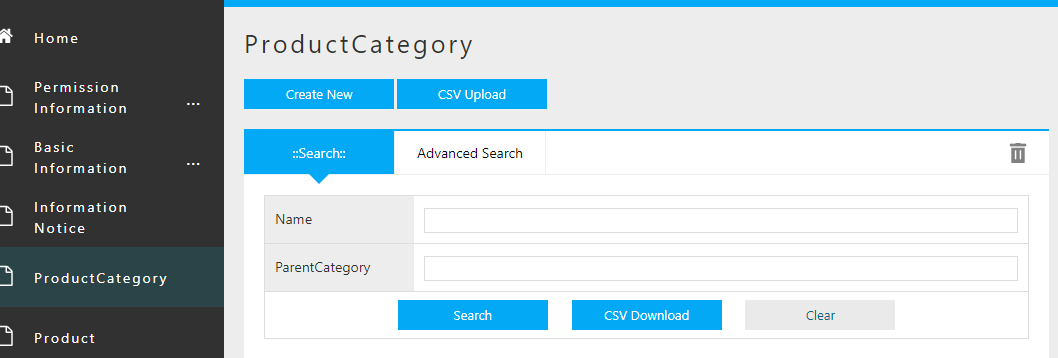 Home
Permission
Information ...
Basic
Information ...
Information
Notice
ProductCategory
Product
ProductCategory
Create New CSV Upload
::Search:: Advanced Search
Name
ParentCategory
Search CSV Download Clear